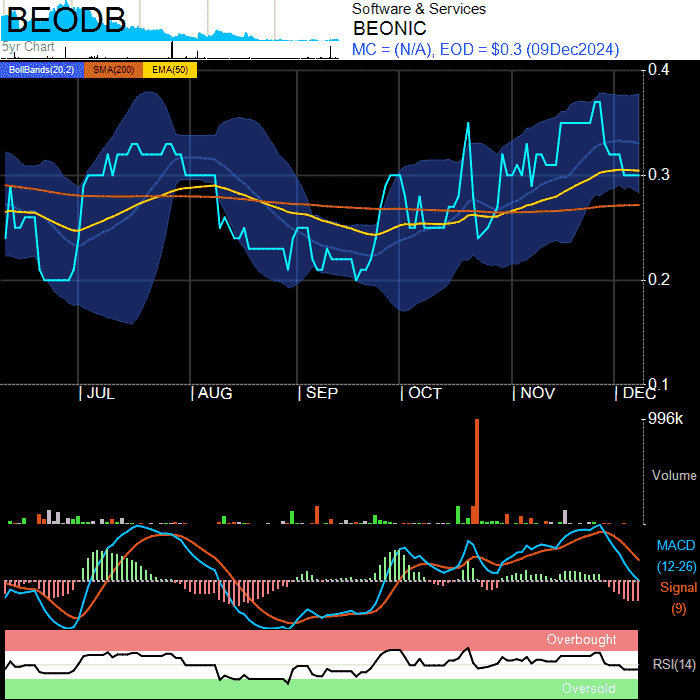 BEODB
5yr Chart
Software & Services
BEONIC
MC = (N/A), EOD = $0.3 (09Dec2024)
BollBands(20,2) SMA(200) EMA(50)
0.4
0.3
0.2
0.1
| JUL | AUG | SEP | OCT | NOV | DEC
996k
Volume
MACD
(12-26)
Signal
(9)
Overbought
RSI(14)
Oversold